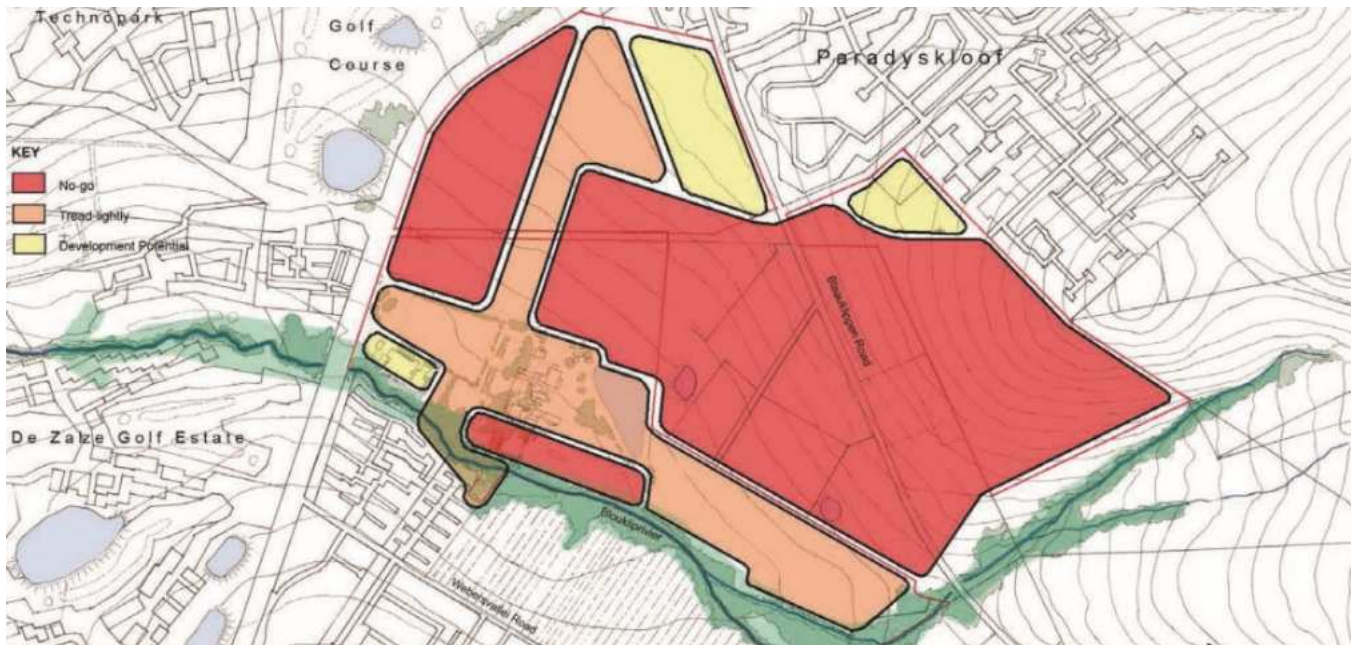 Technopark
Golf
Course
Paradyskloof
KEY
No-go
Tread lightly
Development Potential
Blaauklippen Road
De Zalze Golf Estate
Blouklliprivier
Webersvallei Road